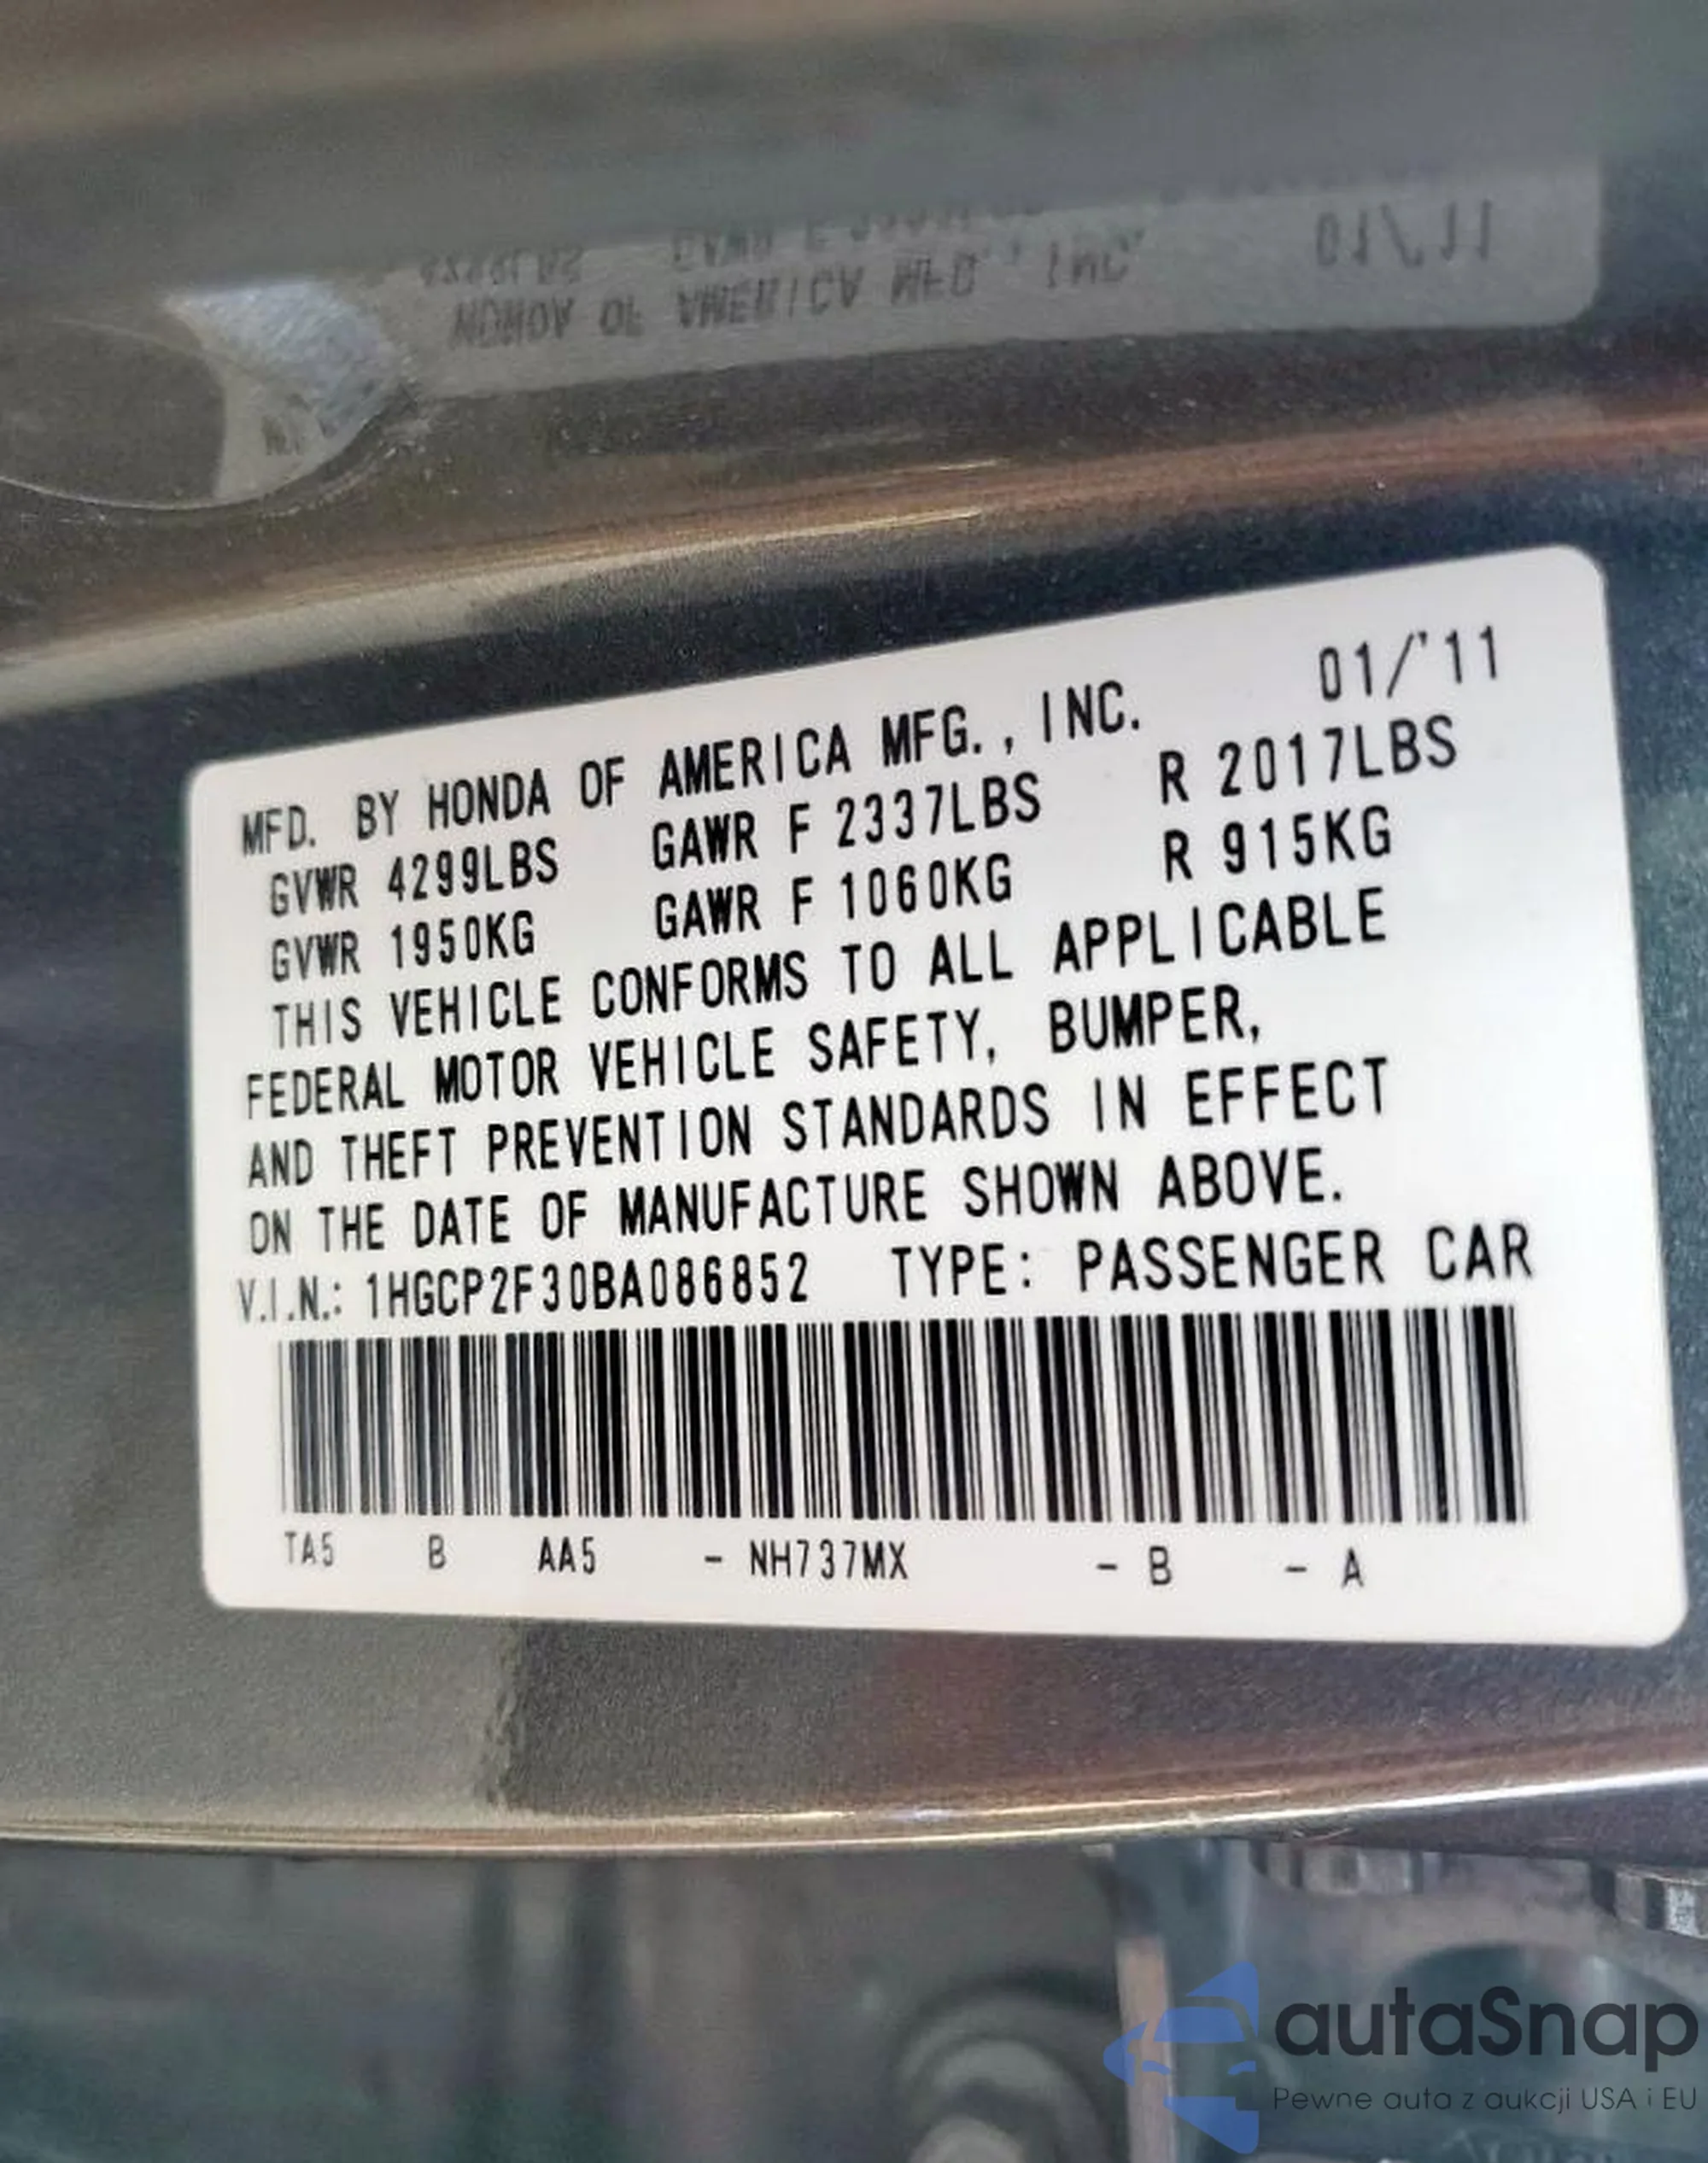 MFD. BY HONDA OF AMERICA MFG., INC. 01/'11
GVWR 4299LBS GAWR F 2337LBS R 2017LBS
GVWR 1950KG GAWR F 1060KG R 915KG
THIS VEHICLE CONFORMS TO ALL APPLICABLE
FEDERAL MOTOR VEHICLE SAFETY, BUMPER,
AND THEFT PREVENTION STANDARDS IN EFFECT
ON THE DATE OF MANUFACTURE SHOWN ABOVE.
V.I.N.: 1HGCP2F30BA086852 TYPE: PASSENGER CAR
TA5 B AA5 - NH737MX - B - A
autaSnap
Pewne auta z aukcji USA i EU